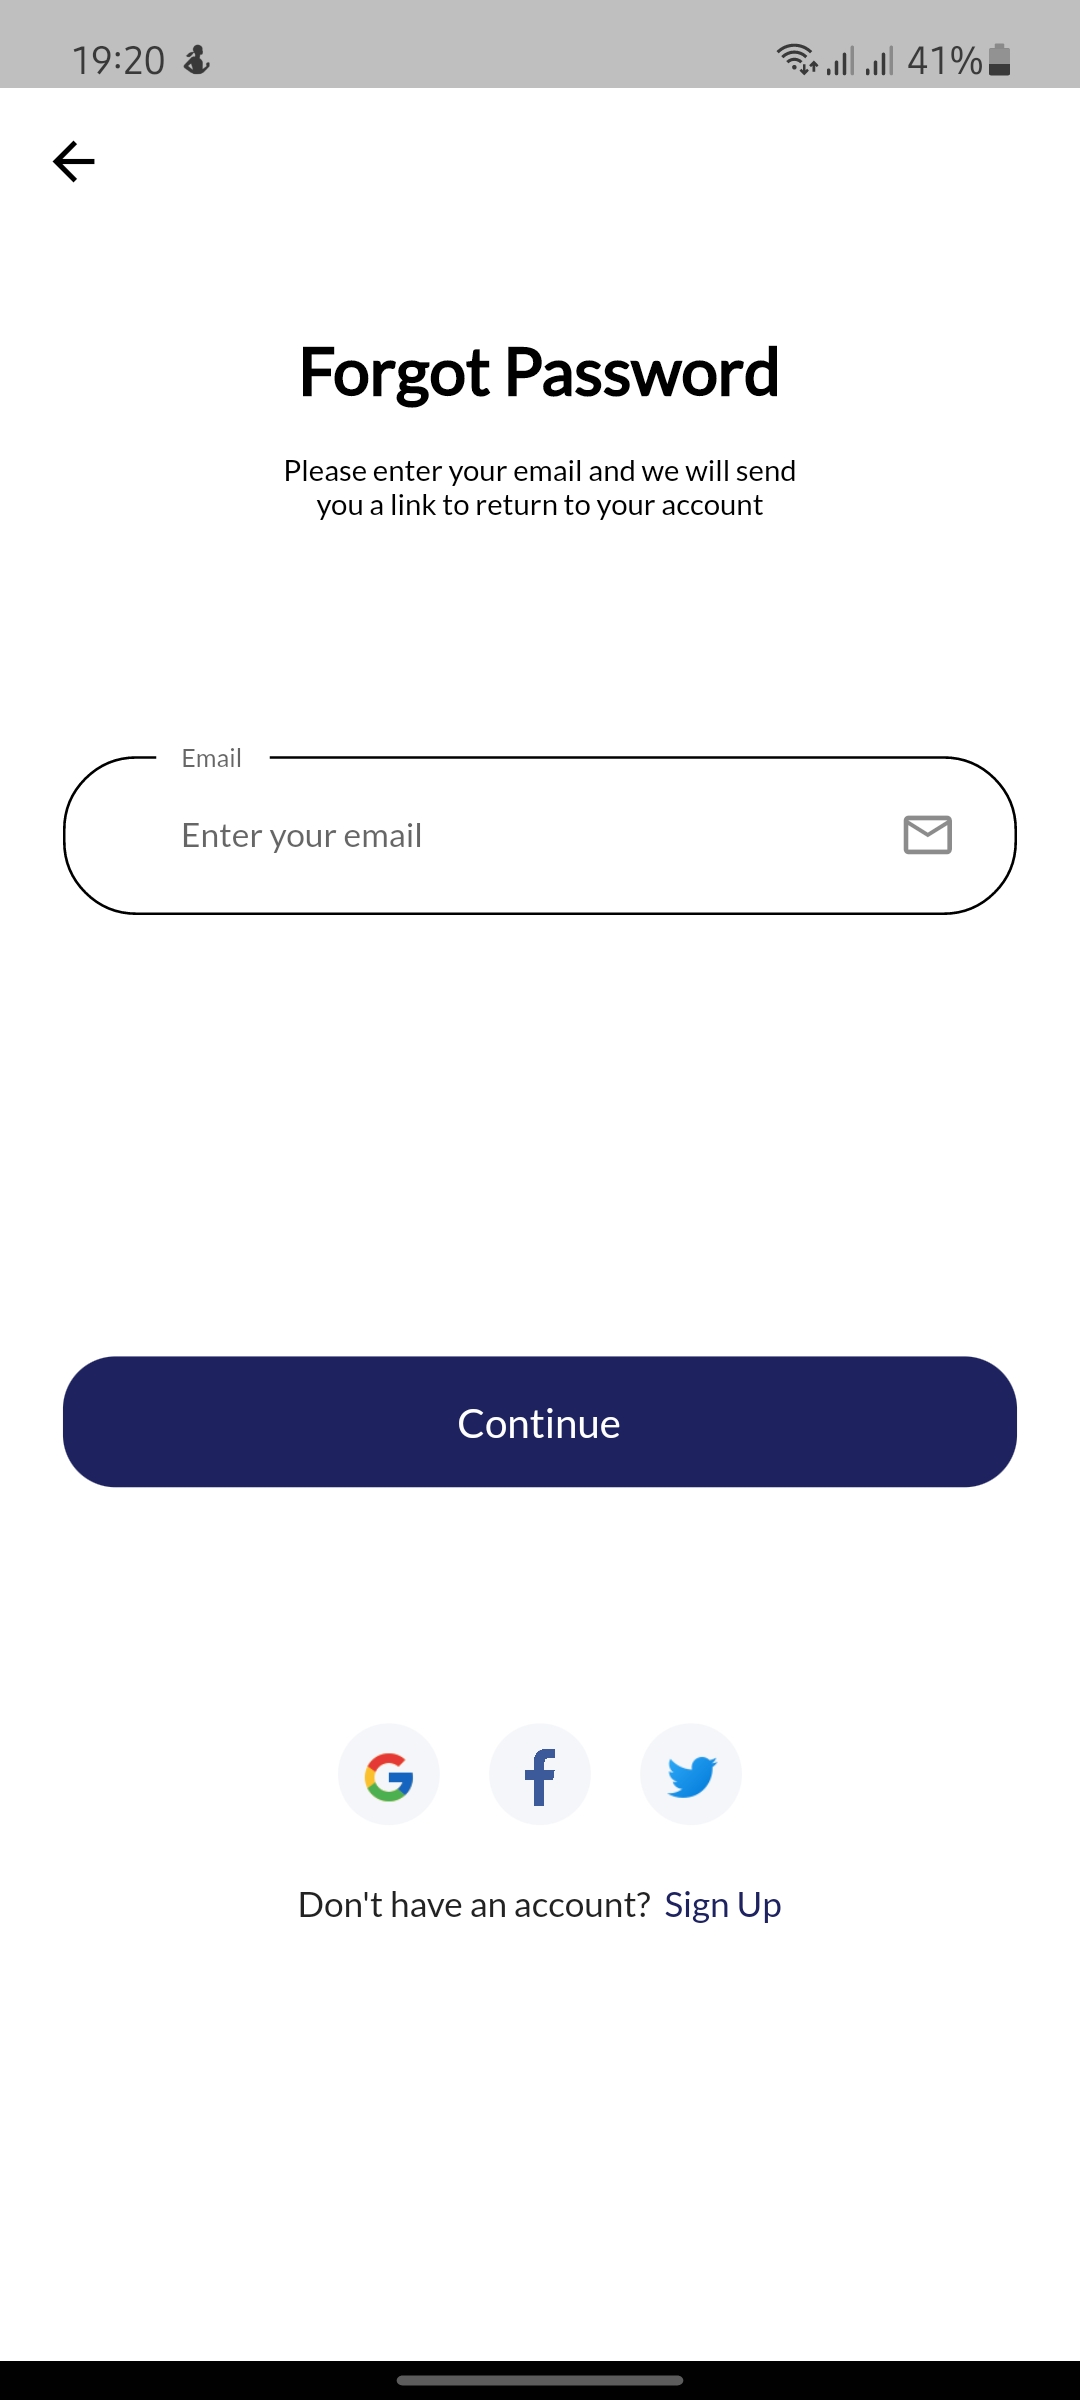 19:20
41%
Forgot Password
Please enter your email and we will send
you a link to return to your account
Email
Enter your email
Continue
Don't have an account? Sign Up